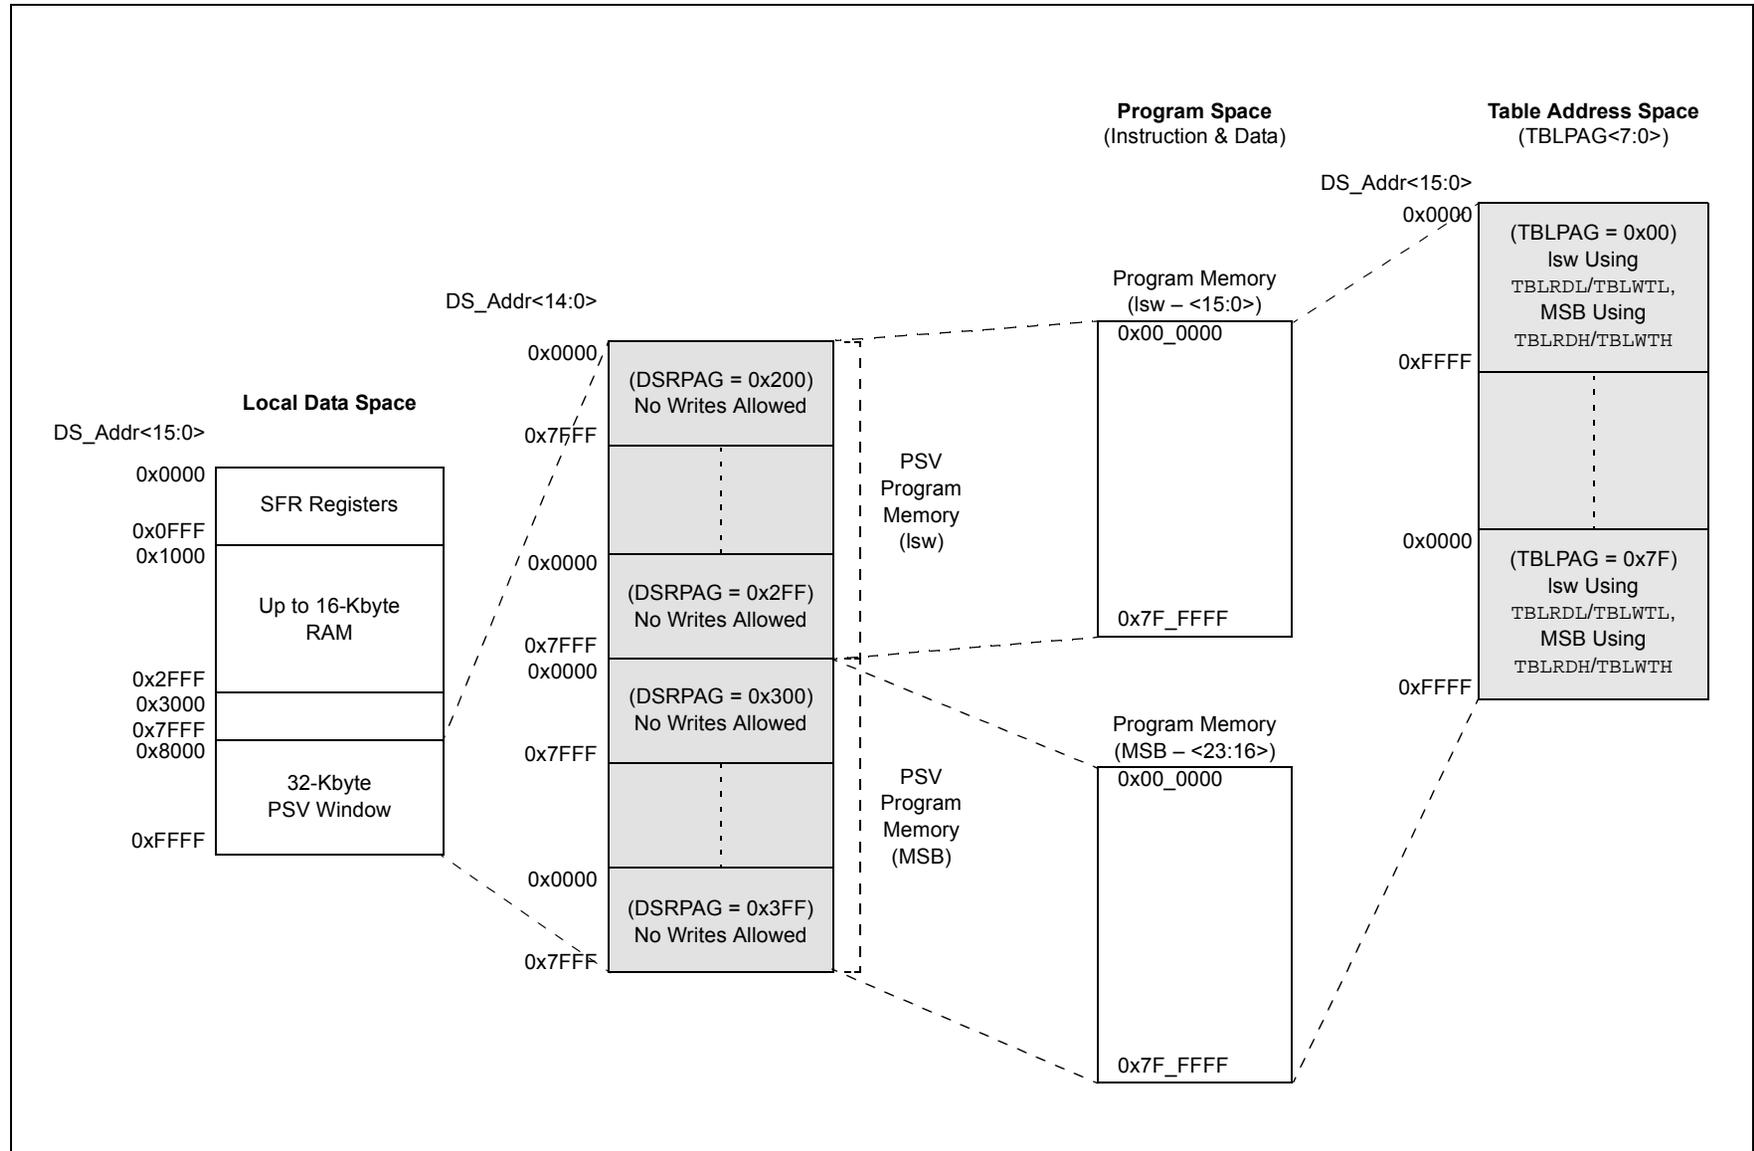 Local Data Space
DS_Addr<15:0>
0x0000
SFR Registers
0x0FFF
0x1000
Up to 16-Kbyte
RAM
0x2FFF
0x3000
0x7FFF
0x8000
32-Kbyte
PSV Window
0xFFFF
DS_Addr<14:0>
0x0000
(DSRPAG = 0x200)
No Writes Allowed
0x7FFF
0x0000
(DSRPAG = 0x2FF)
No Writes Allowed
0x7FFF
0x0000
(DSRPAG = 0x300)
No Writes Allowed
0x7FFF
0x0000
(DSRPAG = 0x3FF)
No Writes Allowed
0x7FFF
PSV
Program
Memory
(lsw)
PSV
Program
Memory
(MSB)
Program Space
(Instruction & Data)
Program Memory
(lsw – <15:0>)
0x00_0000
0x7F_FFFF
Program Memory
(MSB – <23:16>)
0x00_0000
0x7F_FFFF
Table Address Space
(TBLPAG<7:0>)
DS_Addr<15:0>
0x0000
(TBLPAG = 0x00)
lsw Using
TBLRDL/TBLWTL,
MSB Using
TBLRDH/TBLWTH
0xFFFF
0x0000
(TBLPAG = 0x7F)
lsw Using
TBLRDL/TBLWTL,
MSB Using
TBLRDH/TBLWTH
0xFFFF